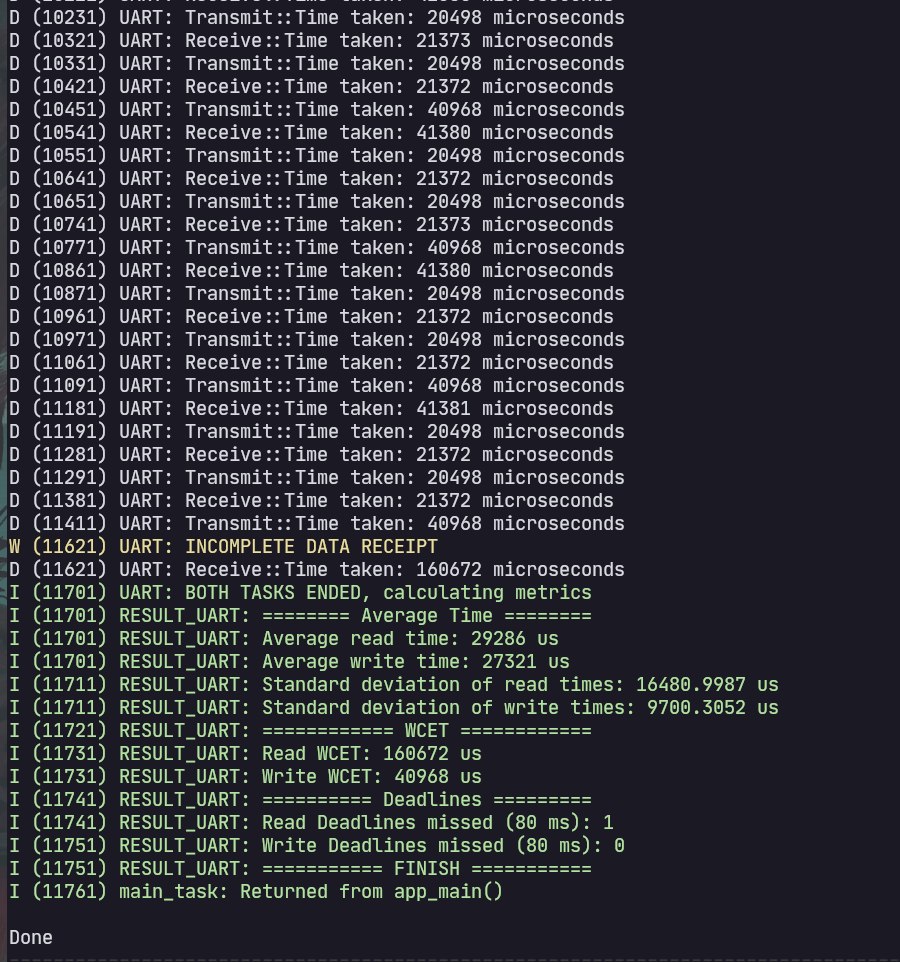 D (10231) UART: Transmit::Time taken: 20498 microseconds
D (10321) UART: Receive::Time taken: 21373 microseconds
D (10331) UART: Transmit::Time taken: 20498 microseconds
D (10421) UART: Receive::Time taken: 21372 microseconds
D (10451) UART: Transmit::Time taken: 40968 microseconds
D (10541) UART: Receive::Time taken: 41380 microseconds
D (10551) UART: Transmit::Time taken: 20498 microseconds
D (10641) UART: Receive::Time taken: 21372 microseconds
D (10651) UART: Transmit::Time taken: 20498 microseconds
D (10741) UART: Receive::Time taken: 21373 microseconds
D (10771) UART: Transmit::Time taken: 40968 microseconds
D (10861) UART: Receive::Time taken: 41380 microseconds
D (10871) UART: Transmit::Time taken: 20498 microseconds
D (10961) UART: Receive::Time taken: 21372 microseconds
D (10971) UART: Transmit::Time taken: 20498 microseconds
D (11061) UART: Receive::Time taken: 21372 microseconds
D (11091) UART: Transmit::Time taken: 40968 microseconds
D (11181) UART: Receive::Time taken: 41381 microseconds
D (11191) UART: Transmit::Time taken: 20498 microseconds
D (11281) UART: Receive::Time taken: 21372 microseconds
D (11291) UART: Transmit::Time taken: 20498 microseconds
D (11381) UART: Receive::Time taken: 21372 microseconds
D (11411) UART: Transmit::Time taken: 40968 microseconds
W (11621) UART: INCOMPLETE DATA RECEIPT
D (11621) UART: Receive::Time taken: 160672 microseconds
I (11701) UART: BOTH TASKS ENDED, calculating metrics
I (11701) RESULT_UART: ======== Average Time ========
I (11701) RESULT_UART: Average read time: 29286 us
I (11701) RESULT_UART: Average write time: 27321 us
I (11711) RESULT_UART: Standard deviation of read times: 16480.9987 us
I (11711) RESULT_UART: Standard deviation of write times: 9700.3052 us
I (11721) RESULT_UART: ============ WCET ============
I (11731) RESULT_UART: Read WCET: 160672 us
I (11731) RESULT_UART: Write WCET: 40968 us
I (11741) RESULT_UART: ========== Deadlines =========
I (11741) RESULT_UART: Read Deadlines missed (80 ms): 1
I (11751) RESULT_UART: Write Deadlines missed (80 ms): 0
I (11751) RESULT_UART: =========== FINISH ===========
I (11761) main_task: Returned from app_main()
Done